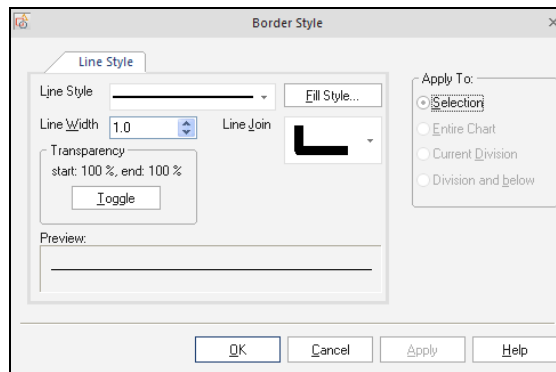 Border Style
Line Style
Line Style
Fill Style...
Line Width 1.0
Line Join
Transparency
start: 100 %, end: 100 %
Toggle
Preview:
Apply To:
Selection
Entire Chart
Current Division
Division and below
OK
Cancel
Apply
Help